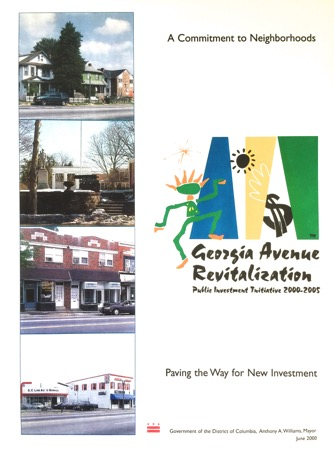 A Commitment to Neighborhoods
Georgia Avenue
Revitalization
Public Investment Initiative 2000-2005
Paving the Way for New Investment
Government of the District of Columbia, Anthony A. Williams, Mayor
June 2000